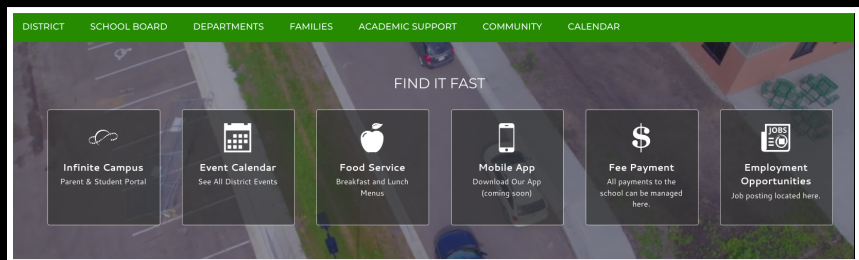 DISTRICT SCHOOL BOARD DEPARTMENTS FAMILIES ACADEMIC SUPPORT COMMUNITY CALENDAR
FIND IT FAST
Infinite Campus
Parent & Student Portal
Event Calendar
See All District Events
Food Service
Breakfast and Lunch
Menus
Mobile App
Download Our App
(coming soon)
$
Fee Payment
All payments to the
school can be managed
here.
JOBS
Employment
Opportunities
Job posting located here.